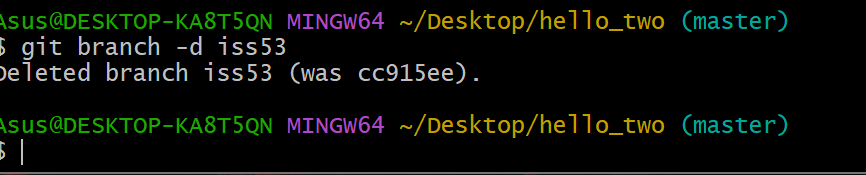 Asus@DESKTOP-KA8T5QN MINGW64 ~/Desktop/hello_two (master)
$ git branch -d iss53
Deleted branch iss53 (was cc915ee).
Asus@DESKTOP-KA8T5QN MINGW64 ~/Desktop/hello_two (master)
$